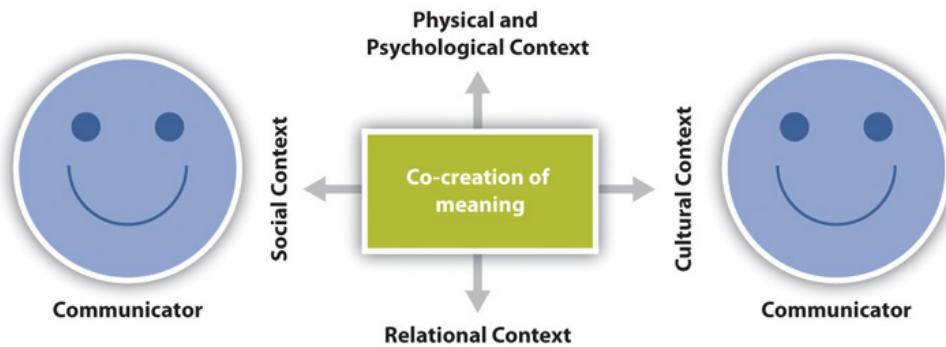 Physical and
Psychological Context
Social Context
Co-creation of
meaning
Cultural Context
Communicator
Communicator
Relational Context